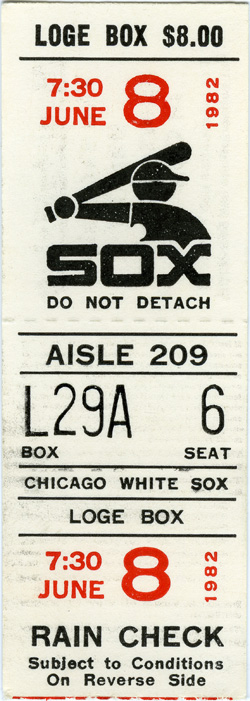 LOGE BOX $8.00
7:30 JUNE 8 1982
SOX
DO NOT DETACH
AISLE 209
L29A 6
BOX SEAT
CHICAGO WHITE SOX
LOGE BOX
7:30 JUNE 8 1982
RAIN CHECK
Subject to Conditions
On Reverse Side